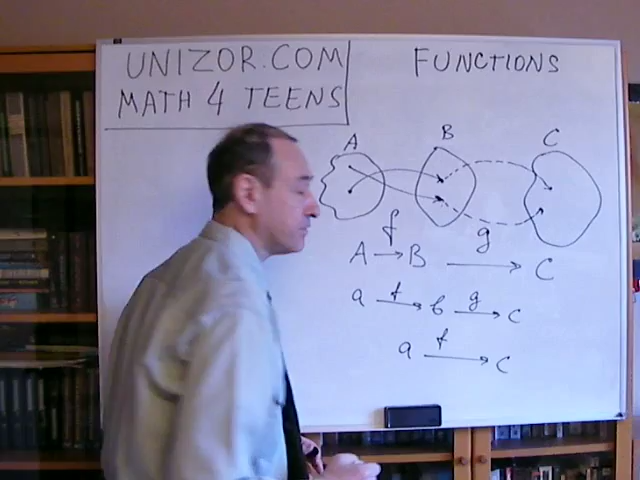 UNIZOR.COM
MATH 4 TEENS
FUNCTIONS
A B C
f g
A → B → C
a f→ b g→ c
a f→ c